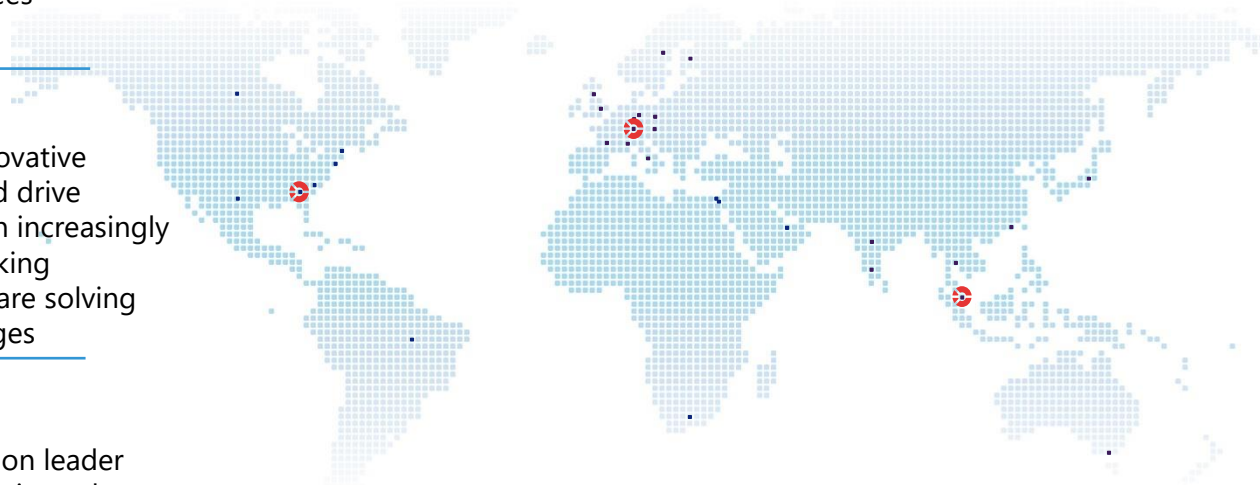 ovative
d drive
n increasingly
king
are solving
ges
on leader